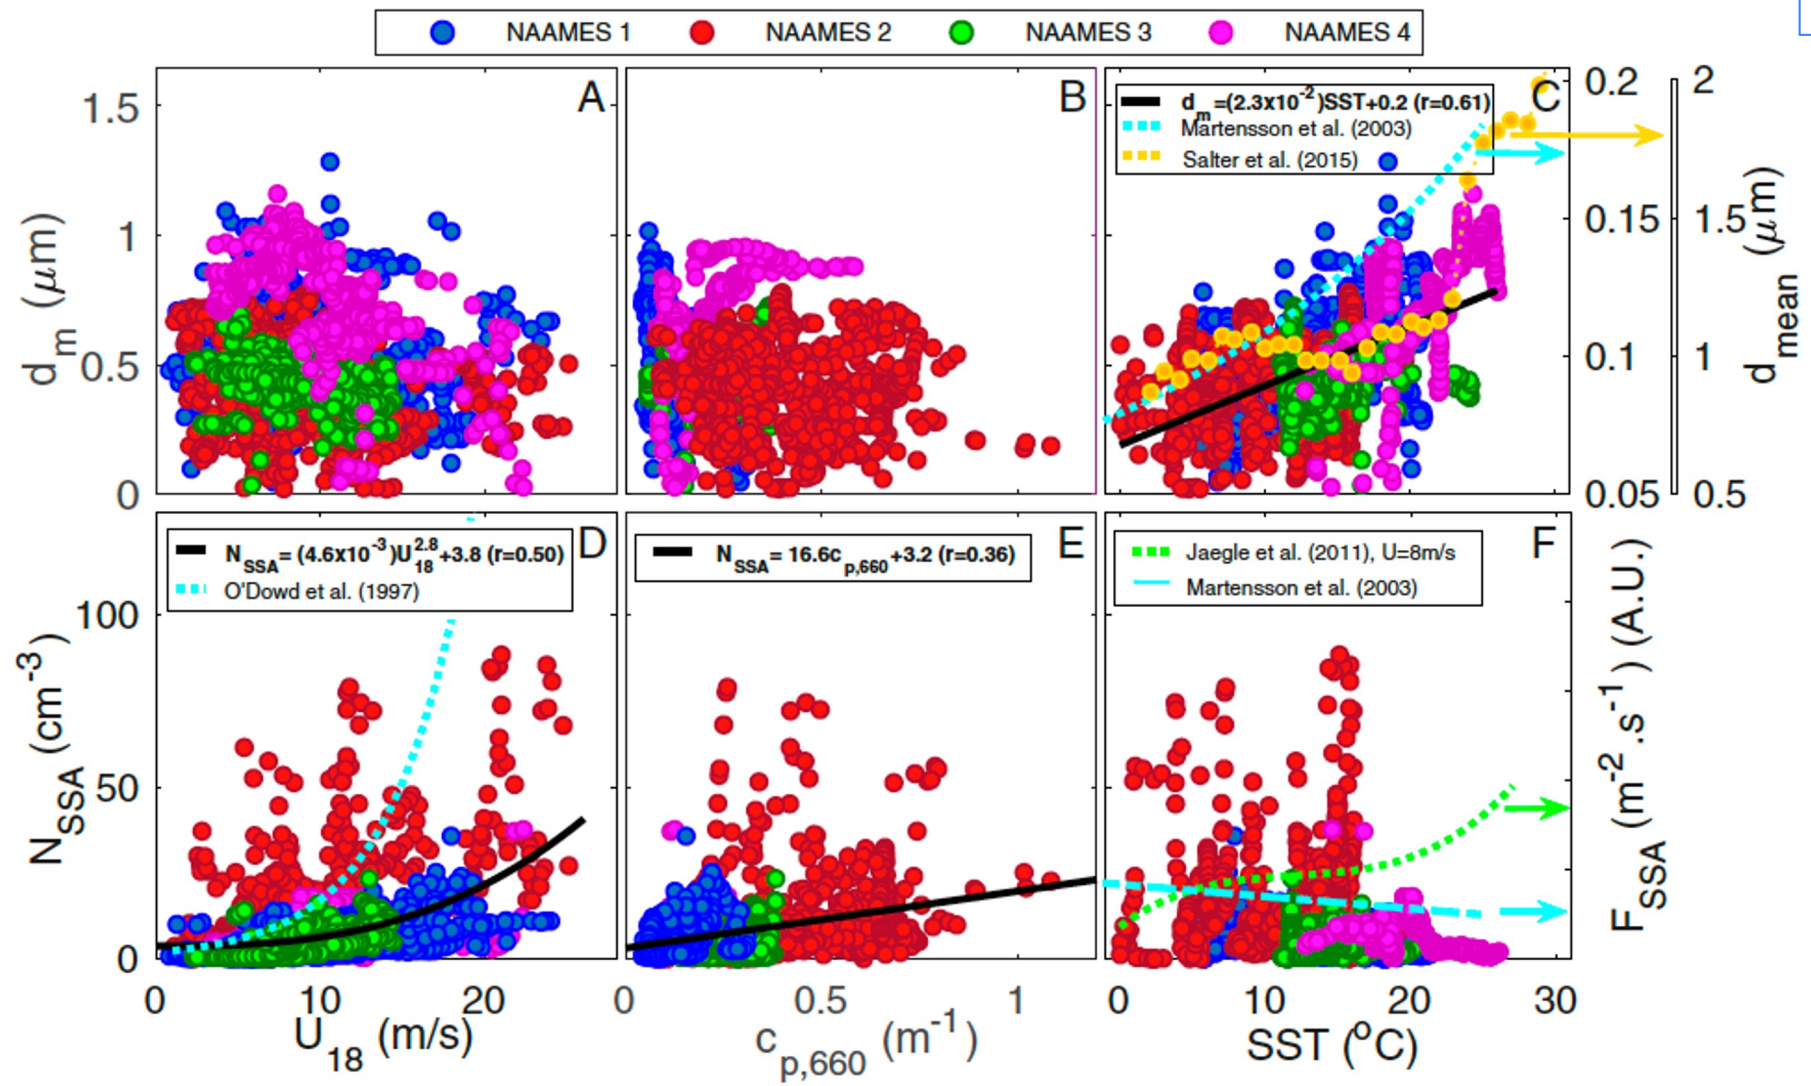 NAAMES 1 NAAMES 2 NAAMES 3 NAAMES 4
A
1.5
1
0.5
0
d_m (μm)
B
C
d_m=(2.3x10^-2)SST+0.2 (r=0.61)
Martensson et al. (2003)
Salter et al. (2015)
0.2
0.15
0.1
0.05
2
1.5
1
0.5
d_mean (μm)
D
N_SSA= (4.6x10^-3)U_18^2.8+3.8 (r=0.50)
O'Dowd et al. (1997)
100
50
0
N_SSA (cm^-3)
0 10 20
U_18 (m/s)
E
N_SSA= 16.6c_p,660+3.2 (r=0.36)
0 0.5 1
c_p,660 (m^-1)
F
Jaegle et al. (2011), U=8m/s
Martensson et al. (2003)
0 10 20 30
SST (°C)
F_SSA (m^-2.s^-1) (A.U.)